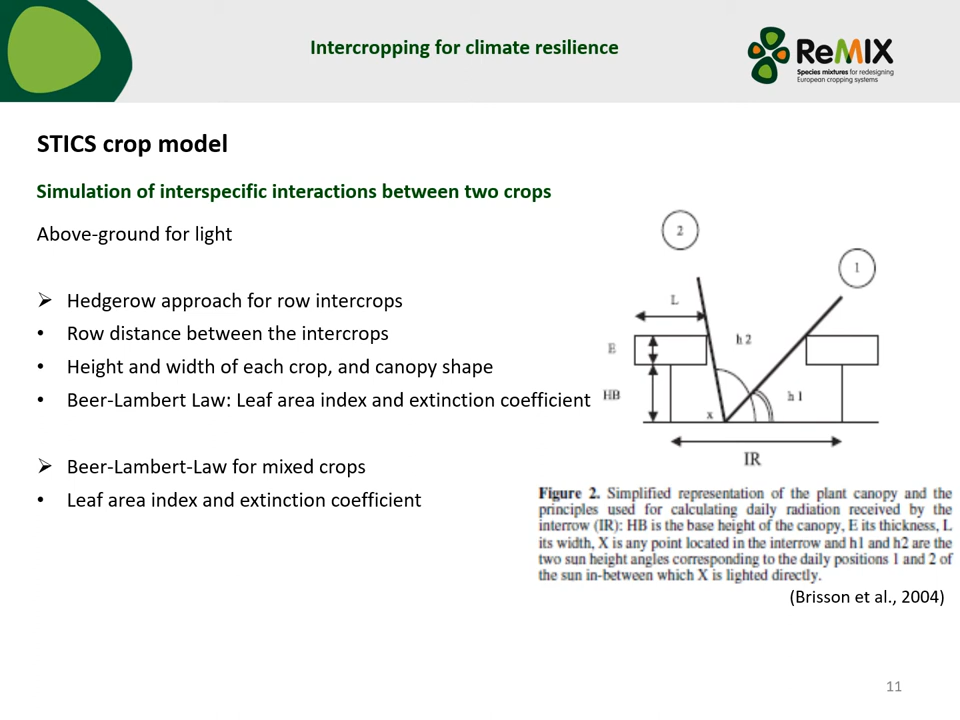 Intercropping for climate resilience
ReMIX
Species mixtures for redesigning
European cropping systems
STICS crop model
Simulation of interspecific interactions between two crops
Above-ground for light
➢ Hedgerow approach for row intercrops
• Row distance between the intercrops
• Height and width of each crop, and canopy shape
• Beer-Lambert Law: Leaf area index and extinction coefficient
➢ Beer-Lambert-Law for mixed crops
• Leaf area index and extinction coefficient
2
1
L
E
h2
HB
h1
x
IR
Figure 2. Simplified representation of the plant canopy and the
principles used for calculating daily radiation received by the
interrow (IR): HB is the base height of the canopy, E its thickness, L
its width, X is any point located in the interrow and h1 and h2 are the
two sun height angles corresponding to the daily positions 1 and 2 of
the sun in-between which X is lighted directly.
(Brisson et al., 2004)
11